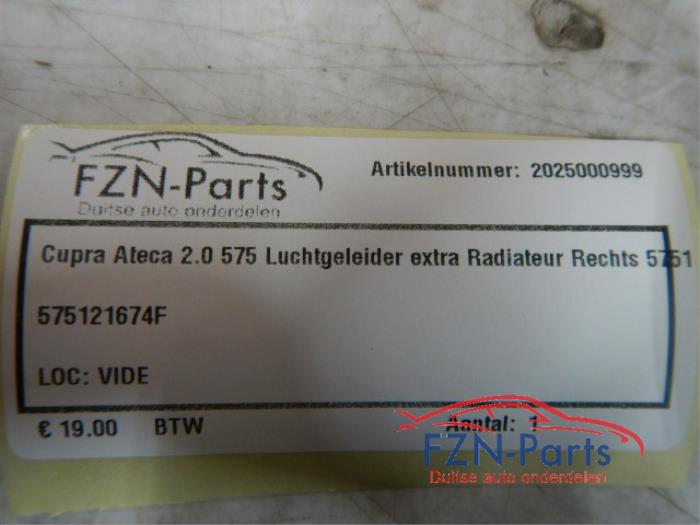 FZN-Parts
Duitse auto onderdelen
Artikelnummer: 2025000999
Cupra Ateca 2.0 575 Luchtgeleider extra Radiateur Rechts 5751
575121674F
LOC: VIDE
€ 19.00 BTW Aantal: 1
FZN-Parts
Duitse auto onderdelen